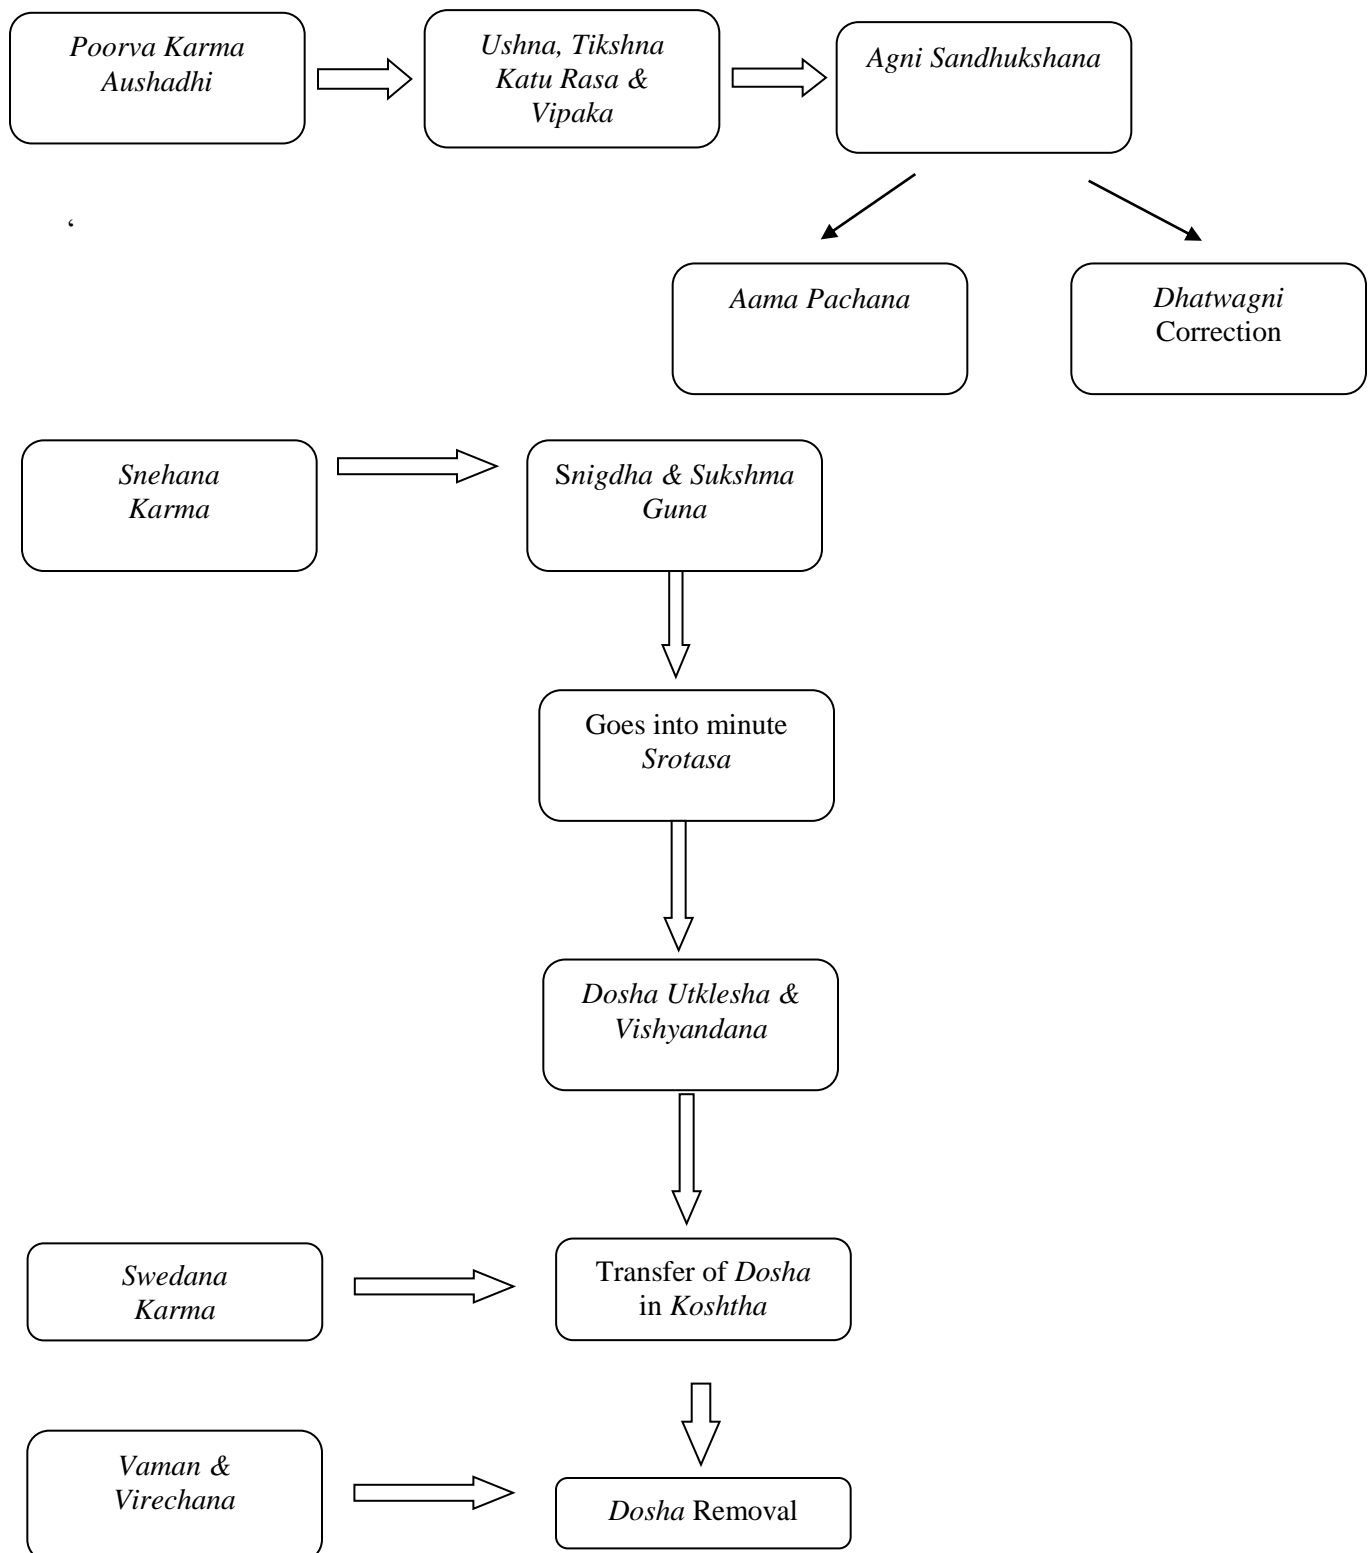 Poorva Karma
Aushadhi
Ushna, Tikshna
Katu Rasa &
Vipaka
Agni Sandhukshana
‘
Aama Pachana
Dhatwagni
Correction
Snehana
Karma
Snigdha & Sukshma
Guna
Goes into minute
Srotasa
Dosha Utklesha &
Vishyandana
Swedana
Karma
Transfer of Dosha
in Koshtha
Vaman &
Virechana
Dosha Removal